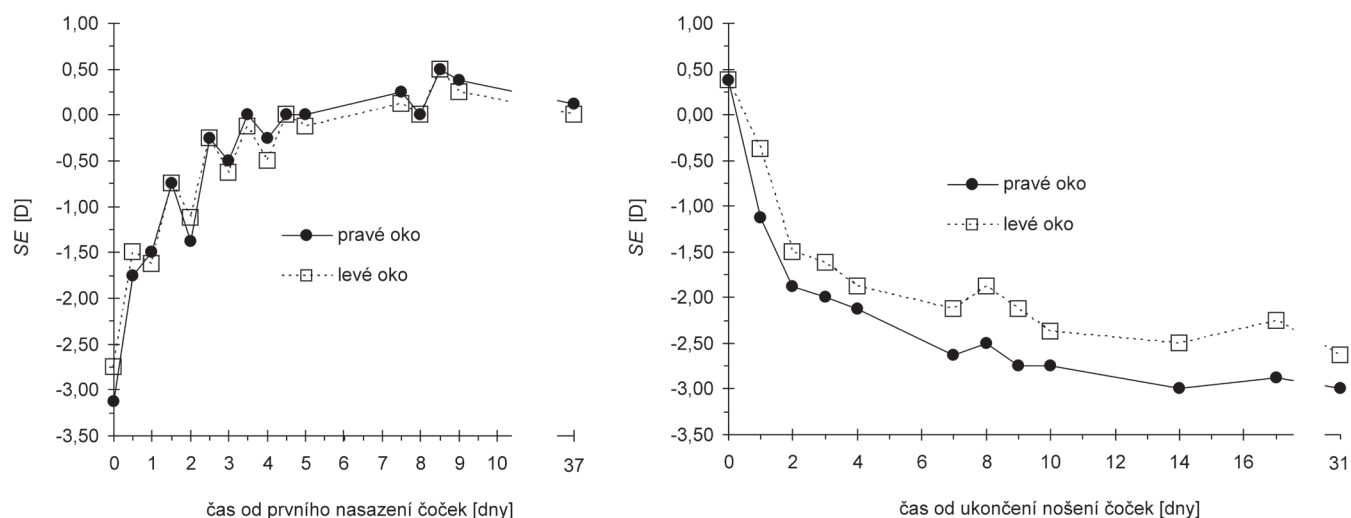 1,00
0,50
0,00
-0,50
-1,00
-1,50
-2,00
-2,50
-3,00
-3,50
SE [D]
pravé oko
levé oko
0 1 2 3 4 5 6 7 8 9 10 37
čas od prvního nasazení čoček [dny]
1,00
0,50
0,00
-0,50
-1,00
-1,50
-2,00
-2,50
-3,00
-3,50
SE [D]
pravé oko
levé oko
0 2 4 6 8 10 12 14 16 31
čas od ukončení nošení čoček [dny]